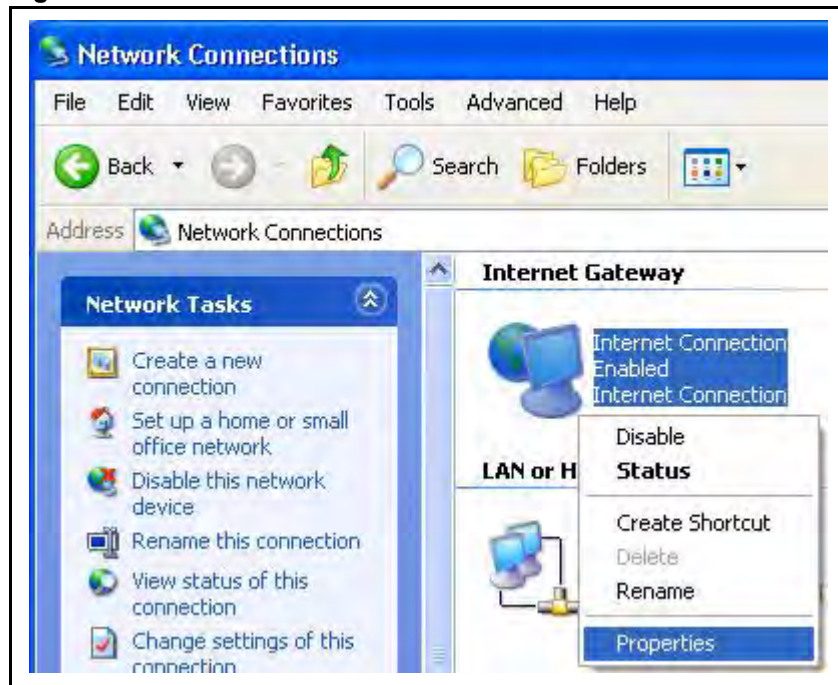 Network Connections
File Edit View Favorites Tools Advanced Help
Back Search Folders
Address Network Connections
Network Tasks
Create a new
connection
Set up a home or small
office network
Disable this network
device
Rename this connection
View status of this
connection
Change settings of this
connection
Internet Gateway
Internet Connection
Enabled
Internet Connection
LAN or H
Disable
Status
Create Shortcut
Delete
Rename
Properties